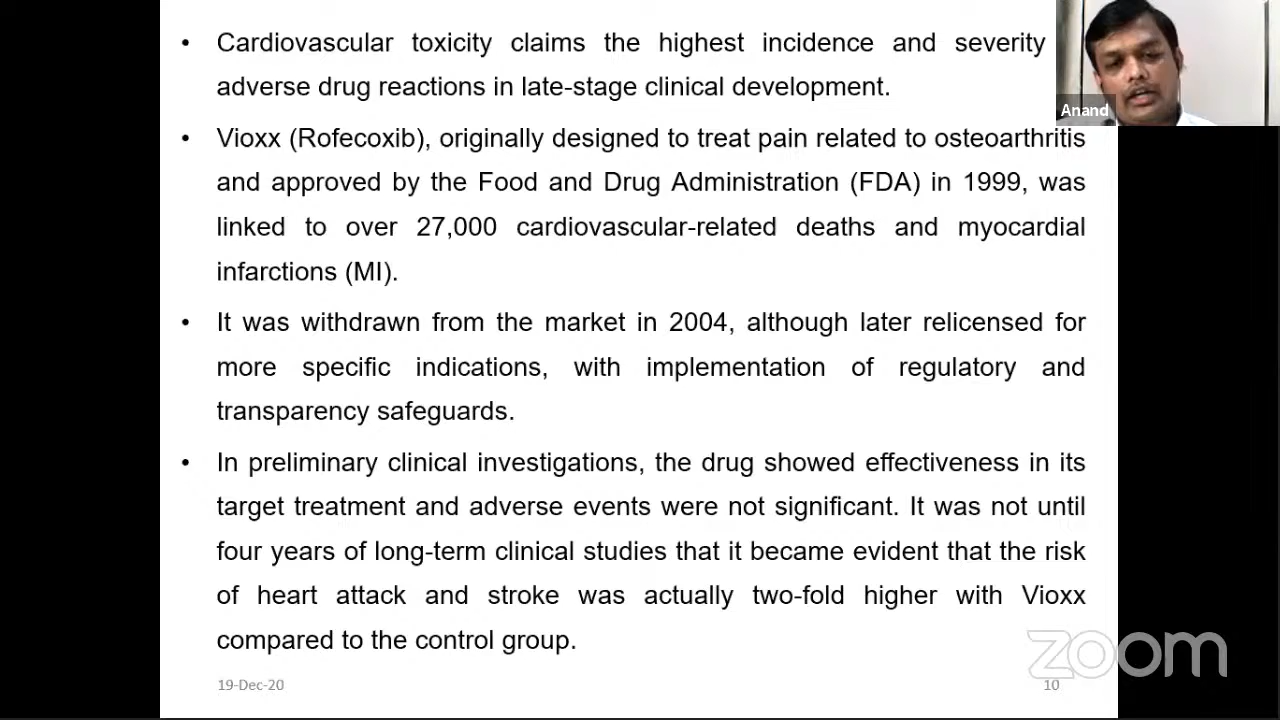 • Cardiovascular toxicity claims the highest incidence and severity
adverse drug reactions in late-stage clinical development.
• Vioxx (Rofecoxib), originally designed to treat pain related to osteoarthritis
and approved by the Food and Drug Administration (FDA) in 1999, was
linked to over 27,000 cardiovascular-related deaths and myocardial
infarctions (MI).
• It was withdrawn from the market in 2004, although later relicensed for
more specific indications, with implementation of regulatory and
transparency safeguards.
• In preliminary clinical investigations, the drug showed effectiveness in its
target treatment and adverse events were not significant. It was not until
four years of long-term clinical studies that it became evident that the risk
of heart attack and stroke was actually two-fold higher with Vioxx
compared to the control group.
19-Dec-20
10
Anand
zoom